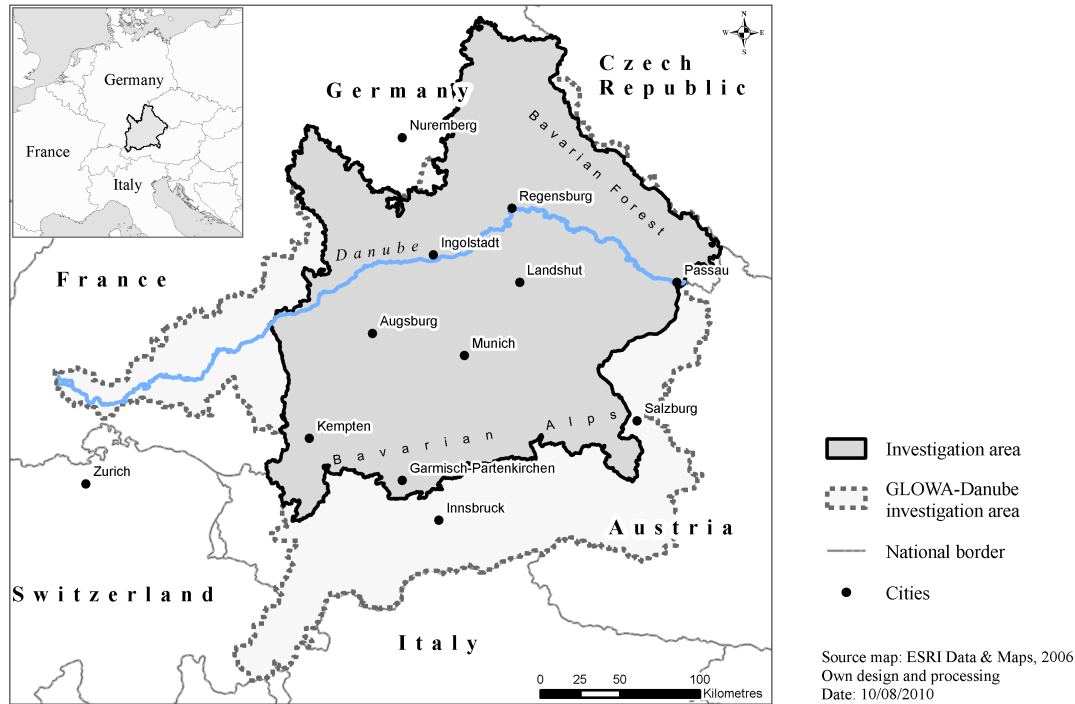 Germany
France
Italy
N
W E
S
Germany
Czech
Republic
Nuremberg
Bavarian Forest
Regensburg
Danube
Ingolstadt
France
Landshut
Passau
Augsburg
Munich
Salzburg
Kempten
Bavarian Alps
Zurich
Garmisch-Partenkirchen
Innsbruck
Austria
Switzerland
Italy
0 25 50 100
Kilometres
Investigation area
GLOWA-Danube
investigation area
National border
Cities
Source map: ESRI Data & Maps, 2006
Own design and processing
Date: 10/08/2010